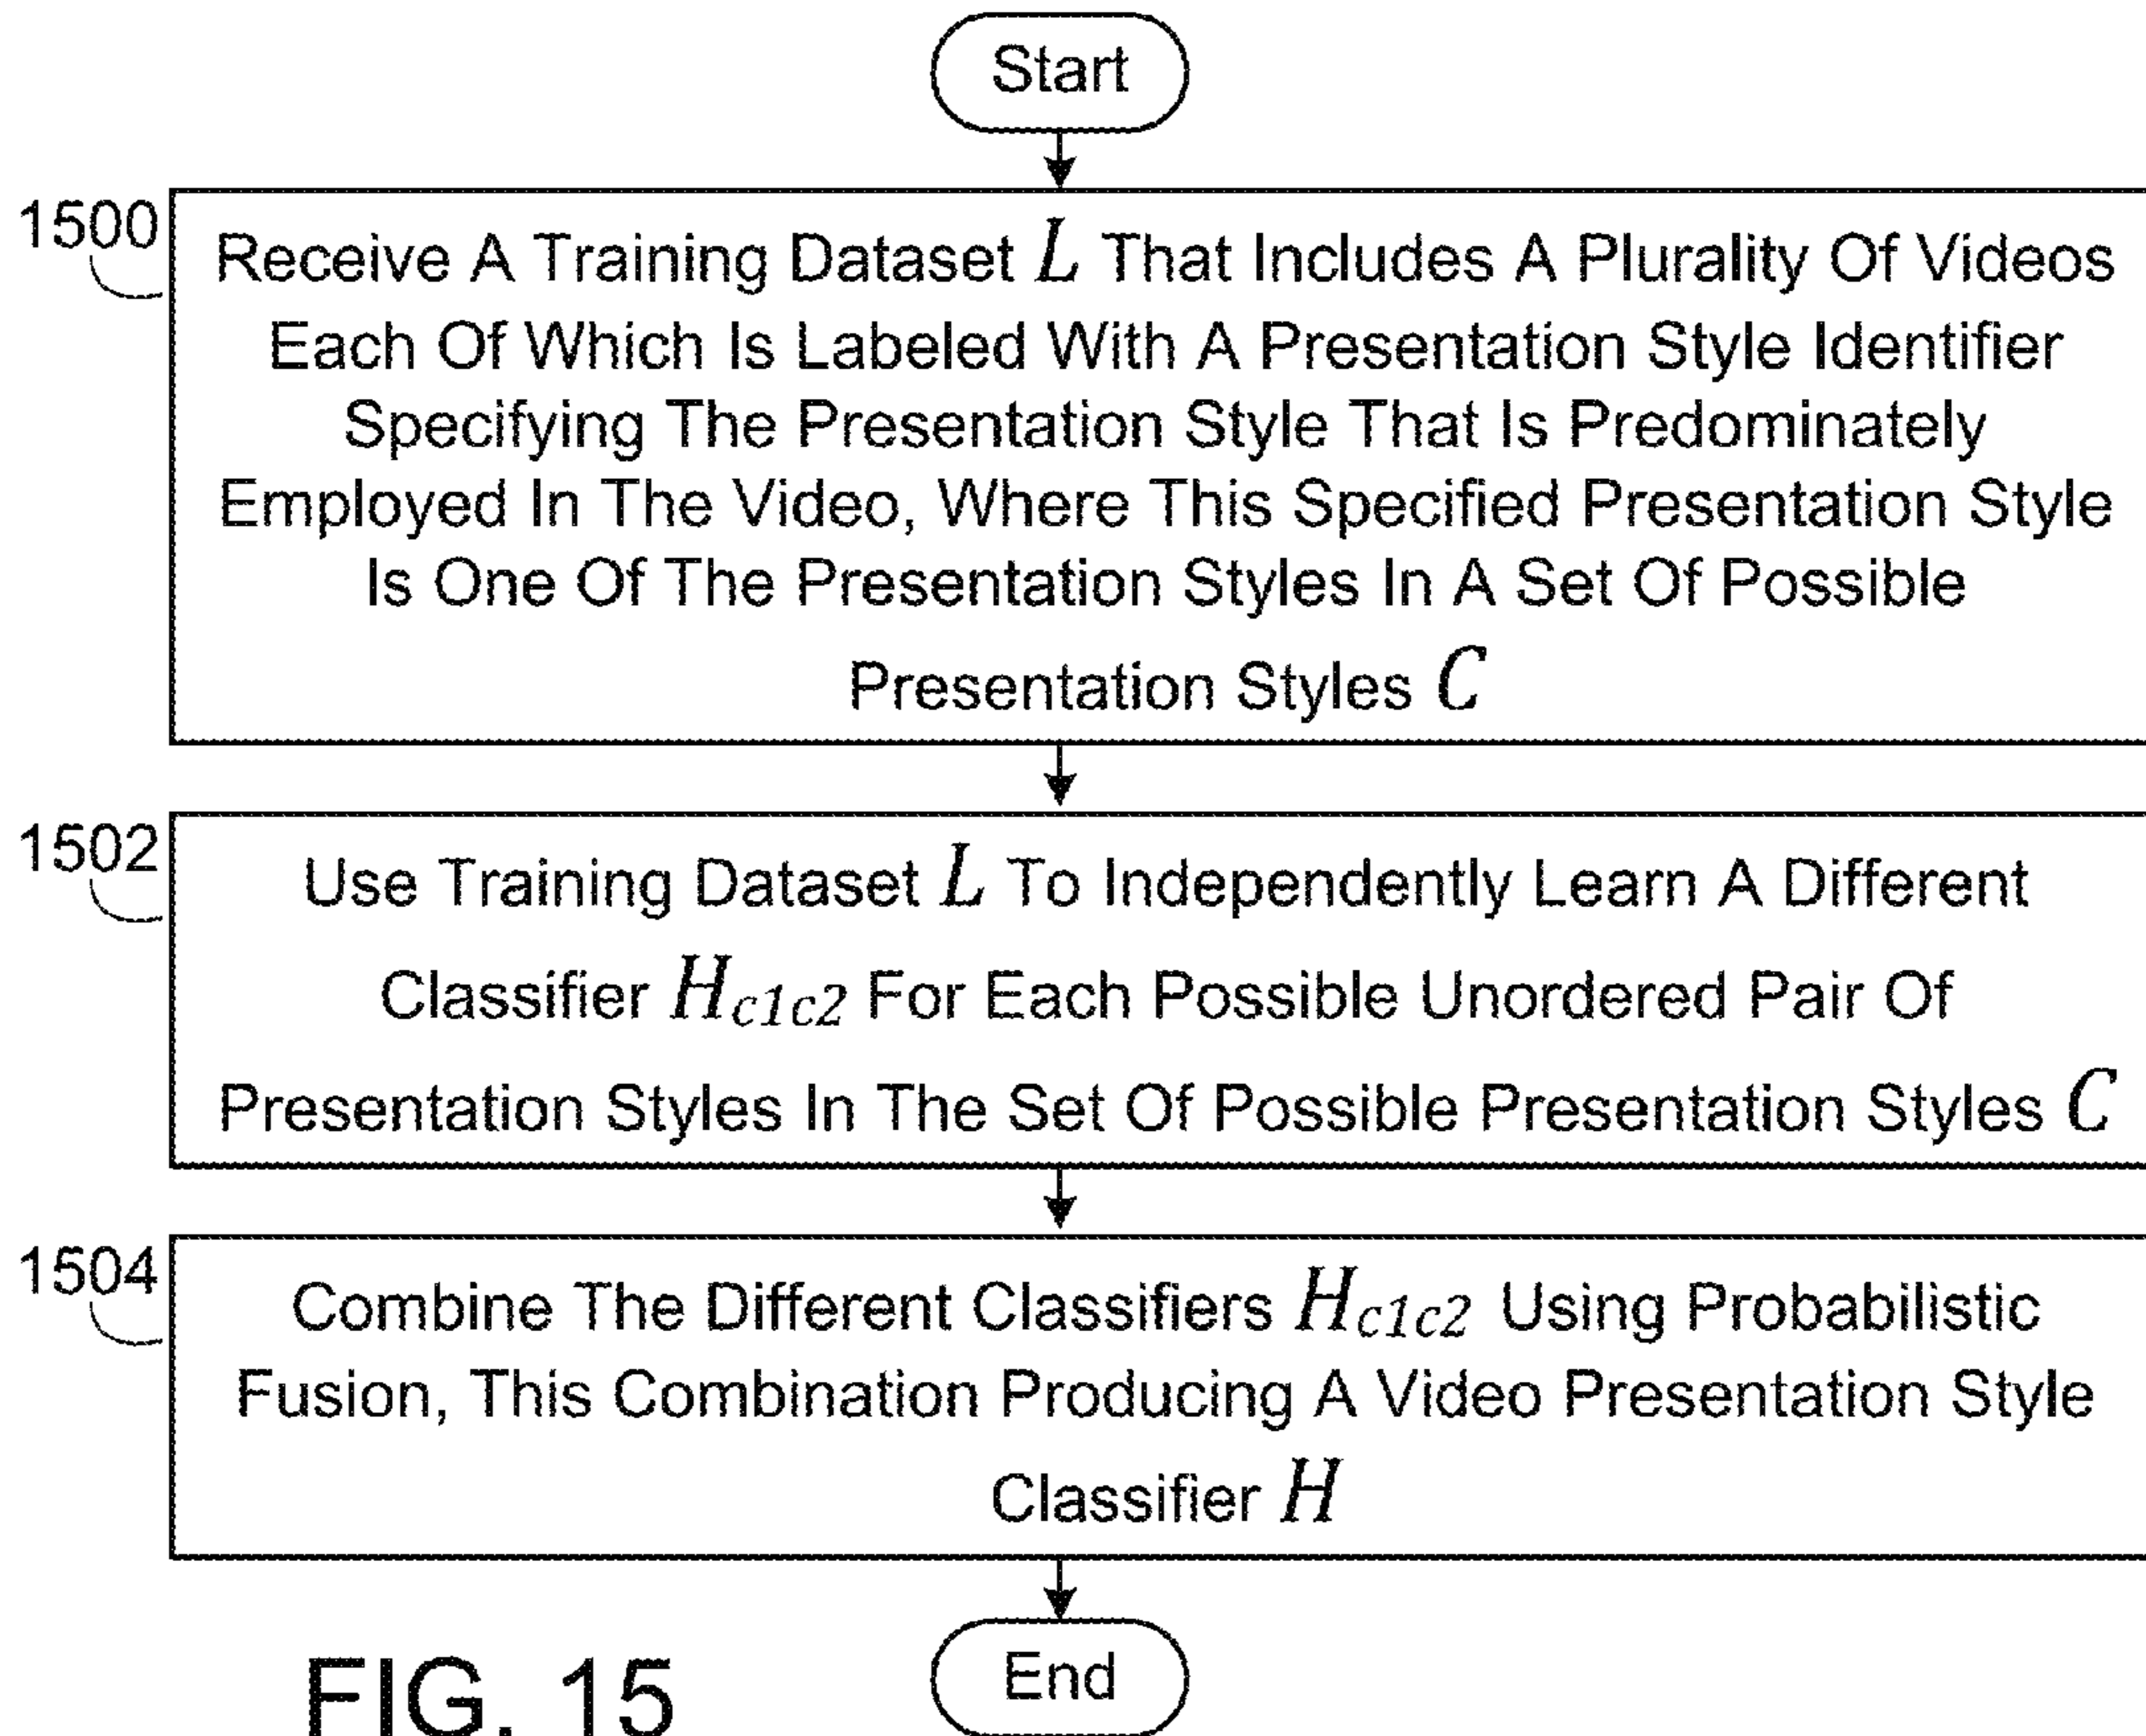 Start
1500
Receive A Training Dataset L That Includes A Plurality Of Videos
Each Of Which Is Labeled With A Presentation Style Identifier
Specifying The Presentation Style That Is Predominately
Employed In The Video, Where This Specified Presentation Style
Is One Of The Presentation Styles In A Set Of Possible
Presentation Styles C
1502
Use Training Dataset L To Independently Learn A Different
Classifier Hc1c2 For Each Possible Unordered Pair Of
Presentation Styles In The Set Of Possible Presentation Styles C
1504
Combine The Different Classifiers Hc1c2 Using Probabilistic
Fusion, This Combination Producing A Video Presentation Style
Classifier H
End
FIG. 15